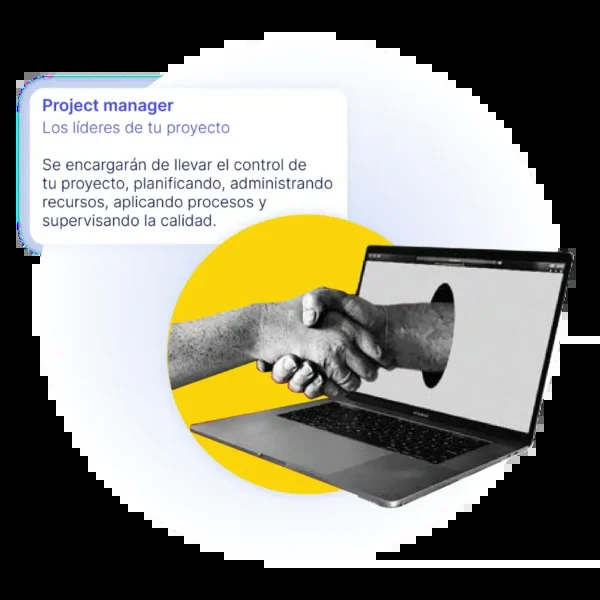 Project manager
Los líderes de tu proyecto
Se encargarán de llevar el control de
tu proyecto, planificando, administrando
recursos, aplicando procesos y
supervisando la calidad.